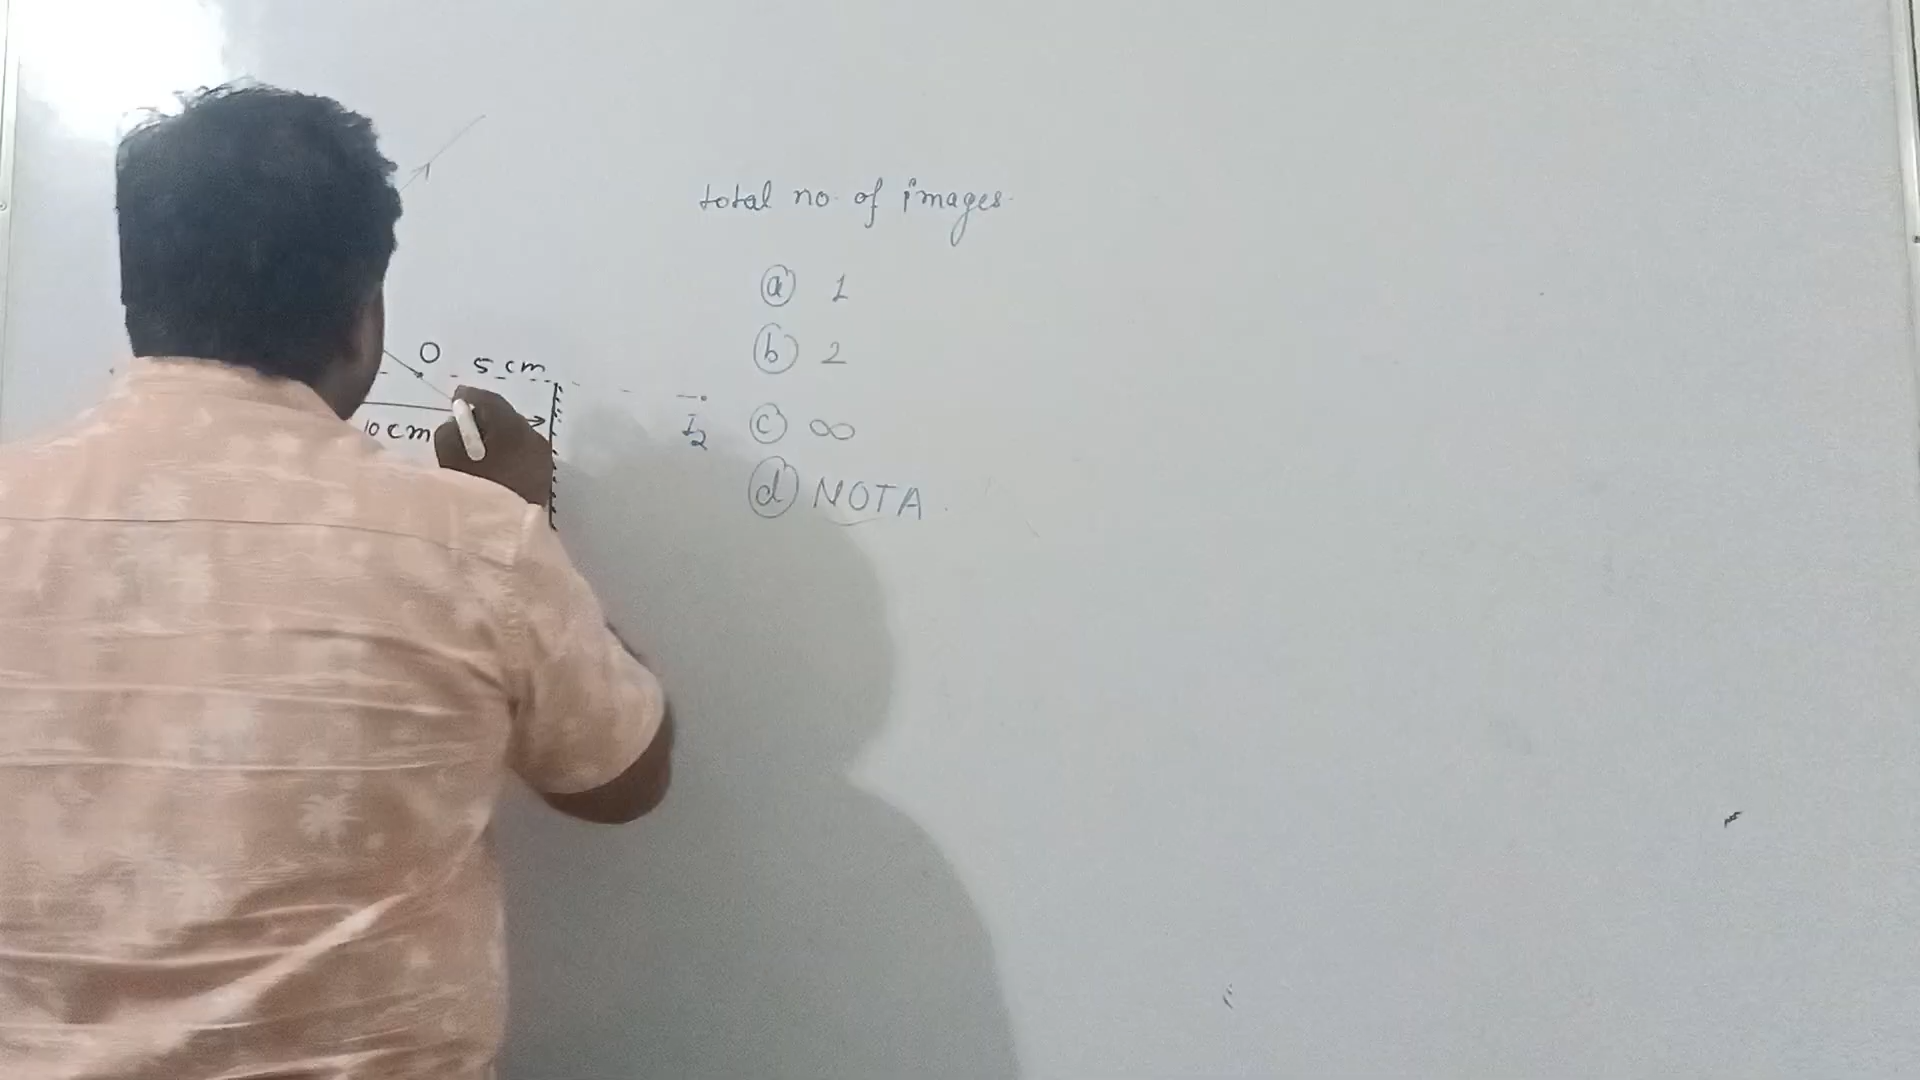 total no. of images.
(a) 1
O
5 cm
(b) 2
10 cm
I2
(c) ∞
(d) NOTA.